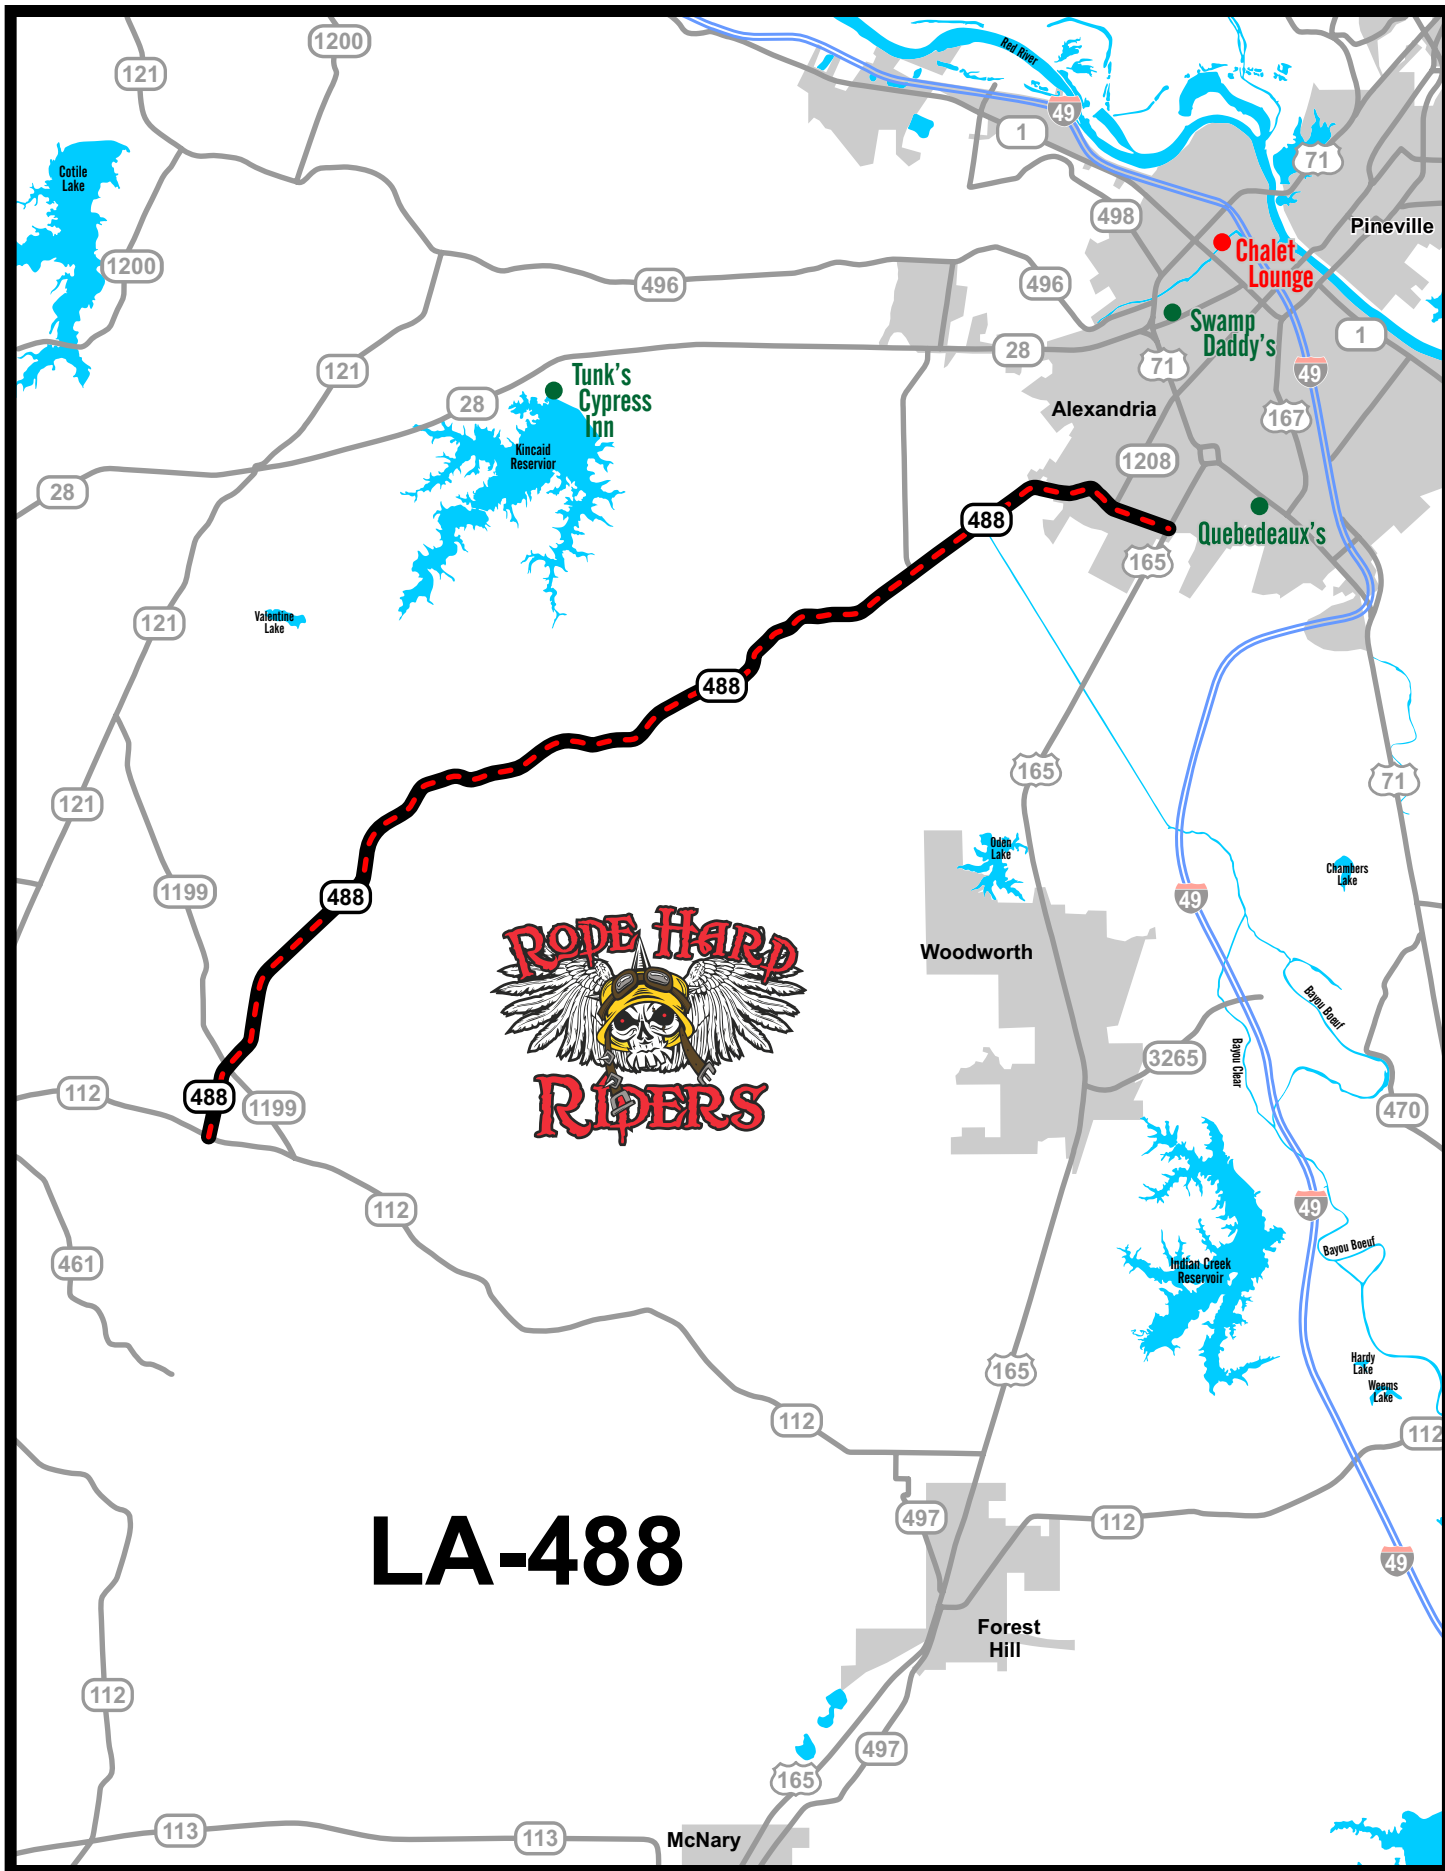 1200
121
Red River
49
1
71
Cotile
Lake
498
Pineville
Chalet
Lounge
1200
496
496
Swamp
Daddy's
1
28
71
49
121
Tunk's
Cypress
Inn
28
Alexandria
167
Kincaid
Reservior
1208
28
488
Quebedeaux's
165
Valentine
Lake
121
488
165
71
121
Oden
Lake
Chambers
Lake
1199
488
49
Rode Hard
Riders
Woodworth
Bayou Boeuf
Bayou Clear
3265
112
488
1199
470
112
49
461
Bayou Boeuf
Indian Creek
Reservoir
165
Hardy
Lake
Weems
Lake
112
112
497
112
LA-488
49
Forest
Hill
112
497
165
113
113
McNary